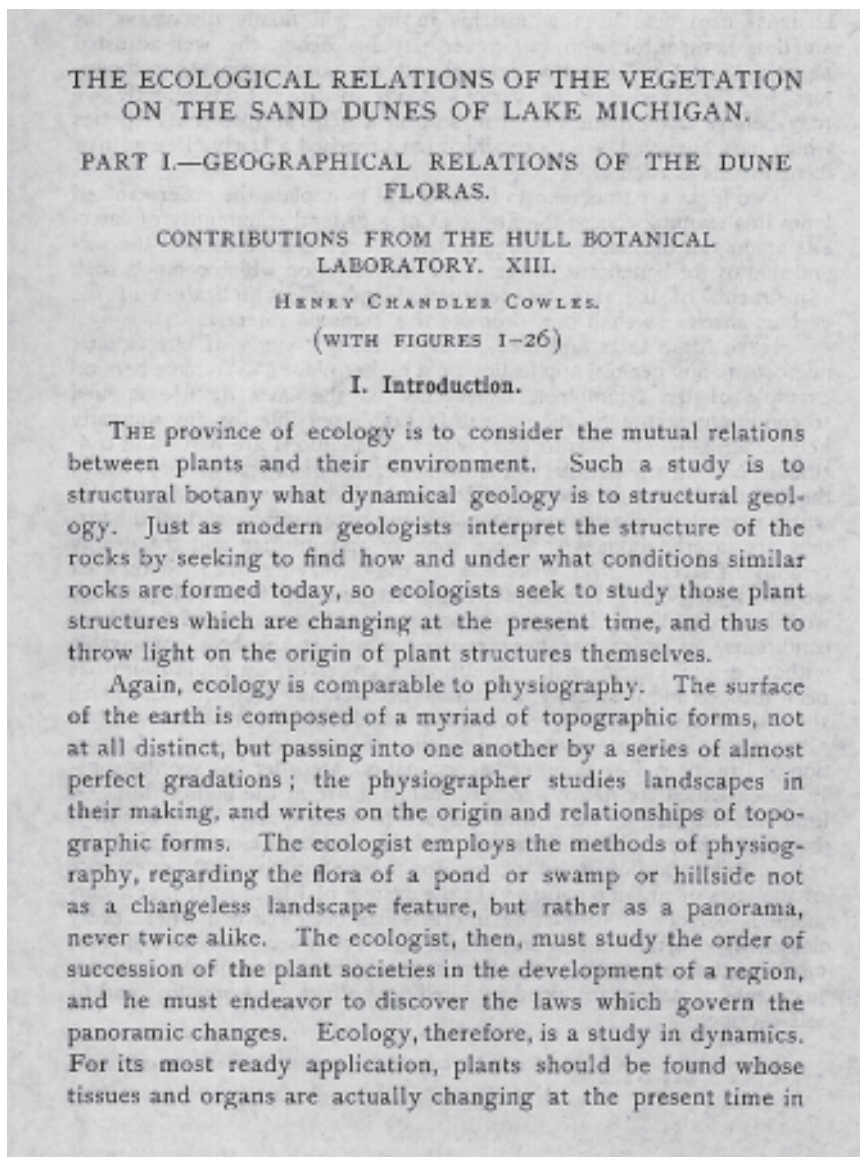 THE ECOLOGICAL RELATIONS OF THE VEGETATION
ON THE SAND DUNES OF LAKE MICHIGAN.
PART I.—GEOGRAPHICAL RELATIONS OF THE DUNE
FLORAS.
CONTRIBUTIONS FROM THE HULL BOTANICAL
LABORATORY. XIII.
HENRY CHANDLER COWLES.
(WITH FIGURES 1-26)
I. Introduction.
THE province of ecology is to consider the mutual relations
between plants and their environment. Such a study is to
structural botany what dynamical geology is to structural geol-
ogy. Just as modern geologists interpret the structure of the
rocks by seeking to find how and under what conditions similar
rocks are formed today, so ecologists seek to study those plant
structures which are changing at the present time, and thus to
throw light on the origin of plant structures themselves.
Again, ecology is comparable to physiography. The surface
of the earth is composed of a myriad of topographic forms, not
at all distinct, but passing into one another by a series of almost
perfect gradations; the physiographer studies landscapes in
their making, and writes on the origin and relationships of topo-
graphic forms. The ecologist employs the methods of physiog-
raphy, regarding the flora of a pond or swamp or hillside not
as a changeless landscape feature, but rather as a panorama,
never twice alike. The ecologist, then, must study the order of
succession of the plant societies in the development of a region,
and he must endeavor to discover the laws which govern the
panoramic changes. Ecology, therefore, is a study in dynamics.
For its most ready application, plants should be found whose
tissues and organs are actually changing at the present time in